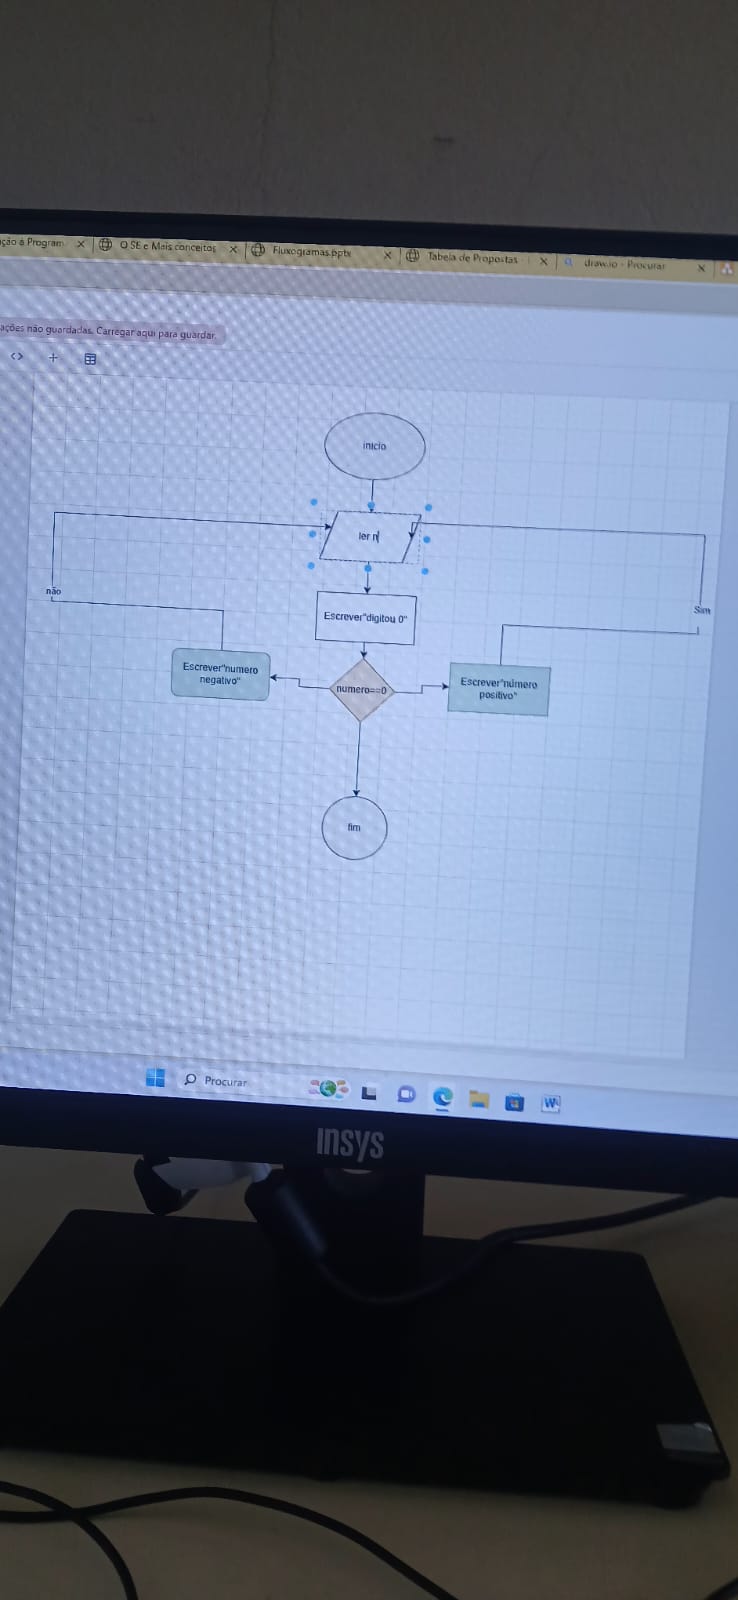 ção à Program
O SE e Mais conceitos
Fluxogramas.pptx
Tabela de Propostas
draw.io - Procurar
ações não guardadas. Carregar aqui para guardar.
inicio
ler n
não
Escrever"digitou 0"
Sim
Escrever"numero
negativo"
numero==0
Escrever"número
positivo"
fim
Procurar
W
INSYS